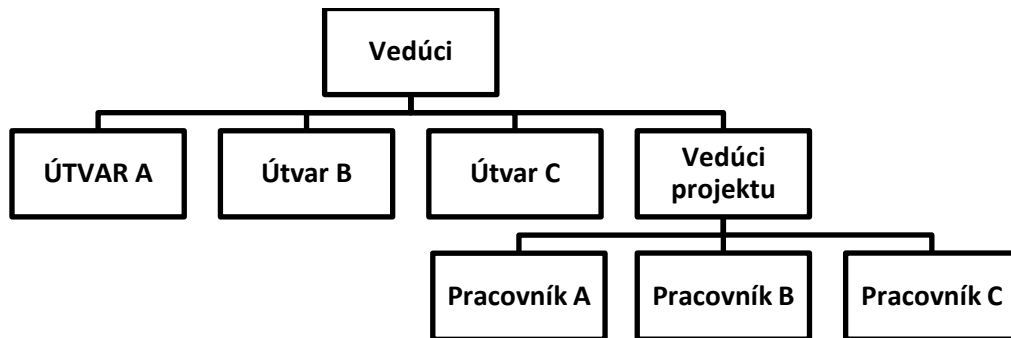 Vedúci
ÚTVAR A
Útvar B
Útvar C
Vedúci
projektu
Pracovník A
Pracovník B
Pracovník C